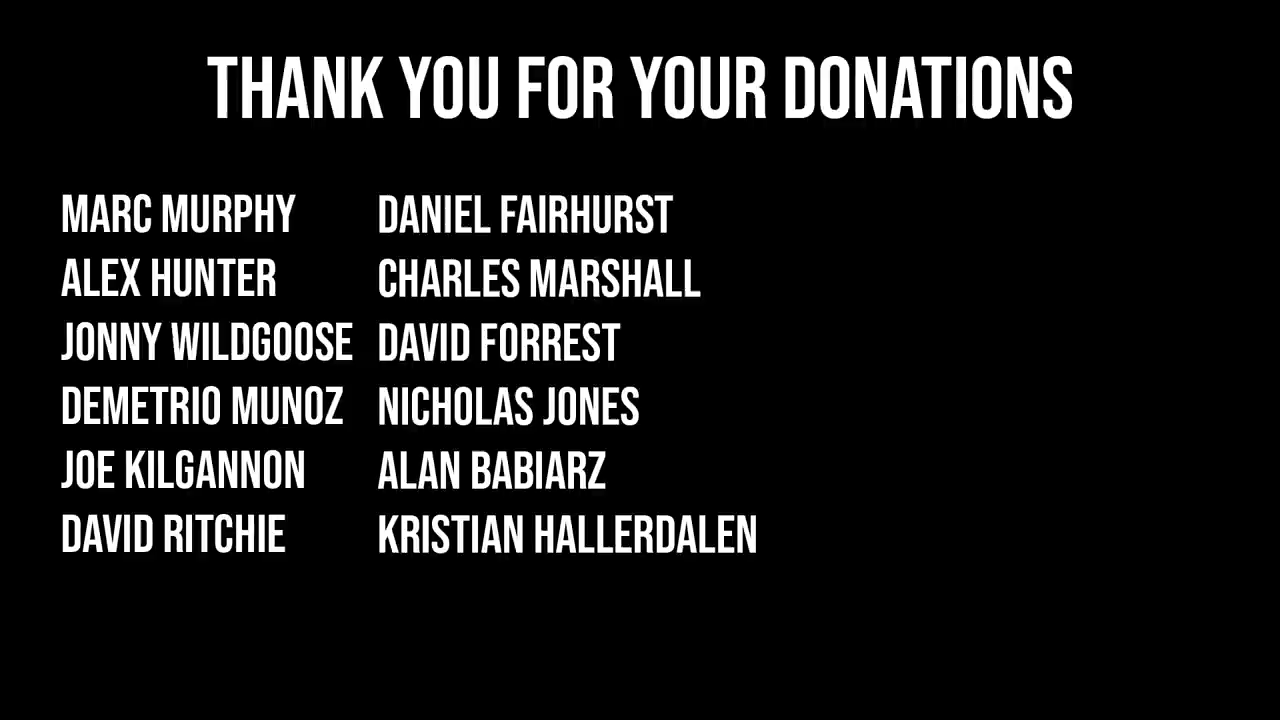 THANK YOU FOR YOUR DONATIONS
MARC MURPHY
ALEX HUNTER
JONNY WILDGOOSE
DEMETRIO MUNOZ
JOE KILGANNON
DAVID RITCHIE
DANIEL FAIRHURST
CHARLES MARSHALL
DAVID FORREST
NICHOLAS JONES
ALAN BABIARZ
KRISTIAN HALLERDALEN